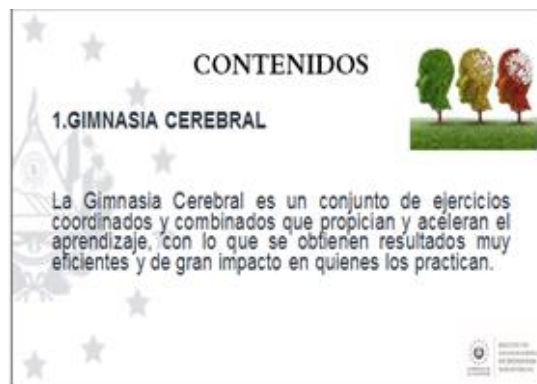 CONTENIDOS
1.GIMNASIA CEREBRAL
La Gimnasia Cerebral es un conjunto de ejercicios
coordinados y combinados que propician y aceleran el
aprendizaje, con lo que se obtienen resultados muy
eficientes y de gran impacto en quienes los practican.